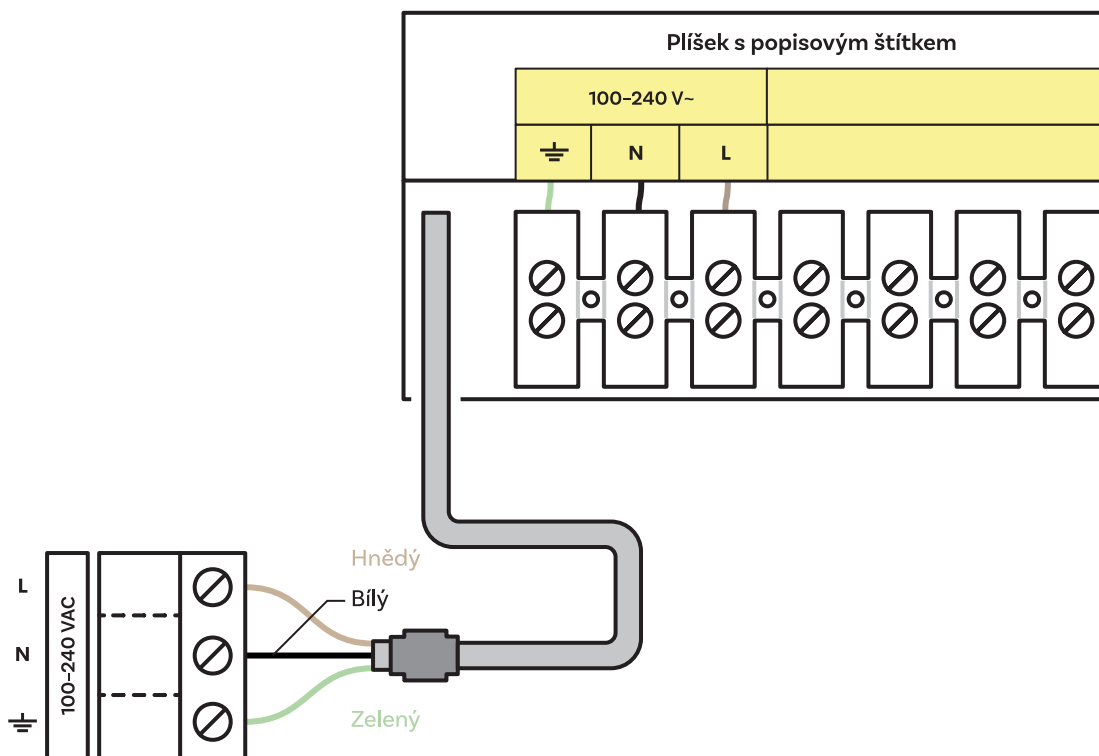 Plíšek s popisovým štítkem
100–240 V~
N L
Hnědý
L
Bílý
100–240 VAC
N
Zelený